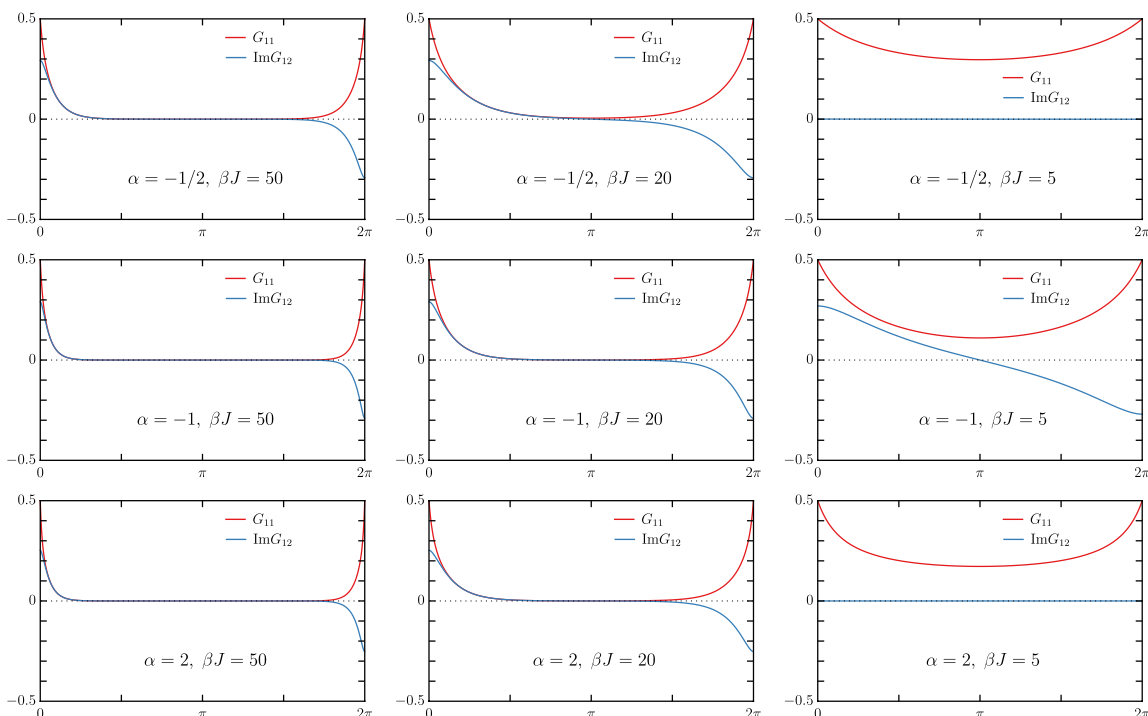 0.5 0 −0.5 0 π 2π G₁₁ ImG₁₂ α = −1/2, βJ = 50
0.5 0 −0.5 0 π 2π G₁₁ ImG₁₂ α = −1/2, βJ = 20
0.5 0 −0.5 0 π 2π G₁₁ ImG₁₂ α = −1/2, βJ = 5
0.5 0 −0.5 0 π 2π G₁₁ ImG₁₂ α = −1, βJ = 50
0.5 0 −0.5 0 π 2π G₁₁ ImG₁₂ α = −1, βJ = 20
0.5 0 −0.5 0 π 2π G₁₁ ImG₁₂ α = −1, βJ = 5
0.5 0 −0.5 0 π 2π G₁₁ ImG₁₂ α = 2, βJ = 50
0.5 0 −0.5 0 π 2π G₁₁ ImG₁₂ α = 2, βJ = 20
0.5 0 −0.5 0 π 2π G₁₁ ImG₁₂ α = 2, βJ = 5